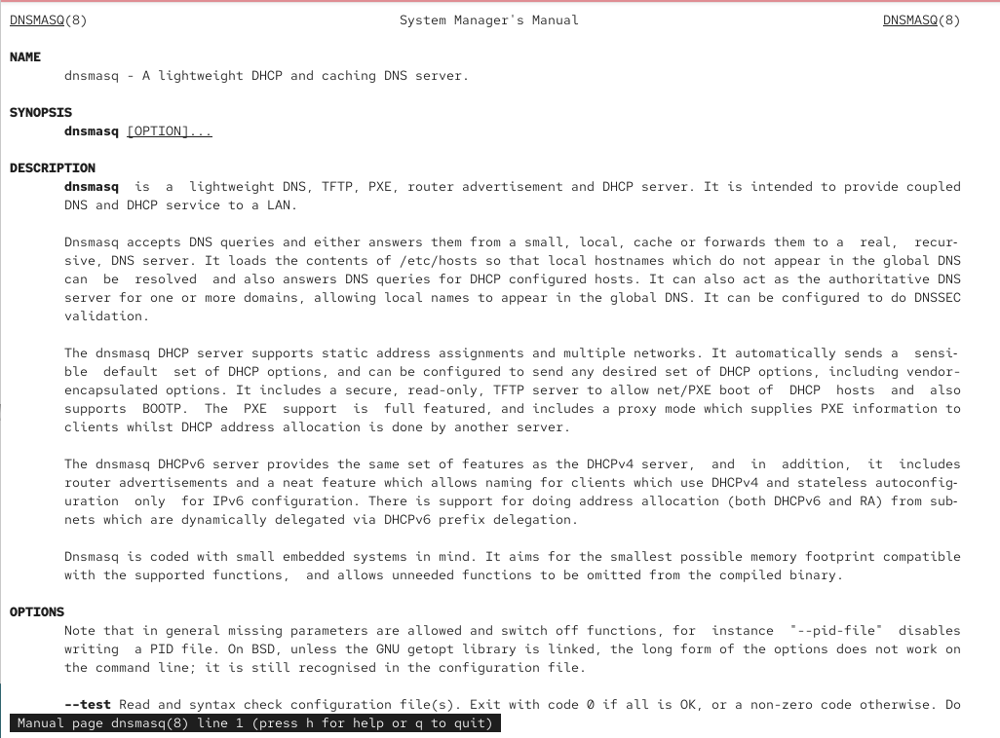 DNSMASQ(8) System Manager's Manual DNSMASQ(8)
NAME
dnsmasq - A lightweight DHCP and caching DNS server.
SYNOPSIS
dnsmasq [OPTION]...
DESCRIPTION
dnsmasq is a lightweight DNS, TFTP, PXE, router advertisement and DHCP server. It is intended to provide coupled
DNS and DHCP service to a LAN.
Dnsmasq accepts DNS queries and either answers them from a small, local, cache or forwards them to a real, recur-
sive, DNS server. It loads the contents of /etc/hosts so that local hostnames which do not appear in the global DNS
can be resolved and also answers DNS queries for DHCP configured hosts. It can also act as the authoritative DNS
server for one or more domains, allowing local names to appear in the global DNS. It can be configured to do DNSSEC
validation.
The dnsmasq DHCP server supports static address assignments and multiple networks. It automatically sends a sensi-
ble default set of DHCP options, and can be configured to send any desired set of DHCP options, including vendor-
encapsulated options. It includes a secure, read-only, TFTP server to allow net/PXE boot of DHCP hosts and also
supports BOOTP. The PXE support is full featured, and includes a proxy mode which supplies PXE information to
clients whilst DHCP address allocation is done by another server.
The dnsmasq DHCPv6 server provides the same set of features as the DHCPv4 server, and in addition, it includes
router advertisements and a neat feature which allows naming for clients which use DHCPv4 and stateless autoconfig-
uration only for IPv6 configuration. There is support for doing address allocation (both DHCPv6 and RA) from sub-
nets which are dynamically delegated via DHCPv6 prefix delegation.
Dnsmasq is coded with small embedded systems in mind. It aims for the smallest possible memory footprint compatible
with the supported functions, and allows unneeded functions to be omitted from the compiled binary.
OPTIONS
Note that in general missing parameters are allowed and switch off functions, for instance "--pid-file" disables
writing a PID file. On BSD, unless the GNU getopt library is linked, the long form of the options does not work on
the command line; it is still recognised in the configuration file.
--test Read and syntax check configuration file(s). Exit with code 0 if all is OK, or a non-zero code otherwise. Do
Manual page dnsmasq(8) line 1 (press h for help or q to quit)